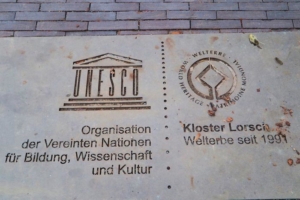 UNESCO
Organisation
der Vereinten Nationen
für Bildung, Wissenschaft
und Kultur
Kloster Lorsch
Welterbe seit 1991